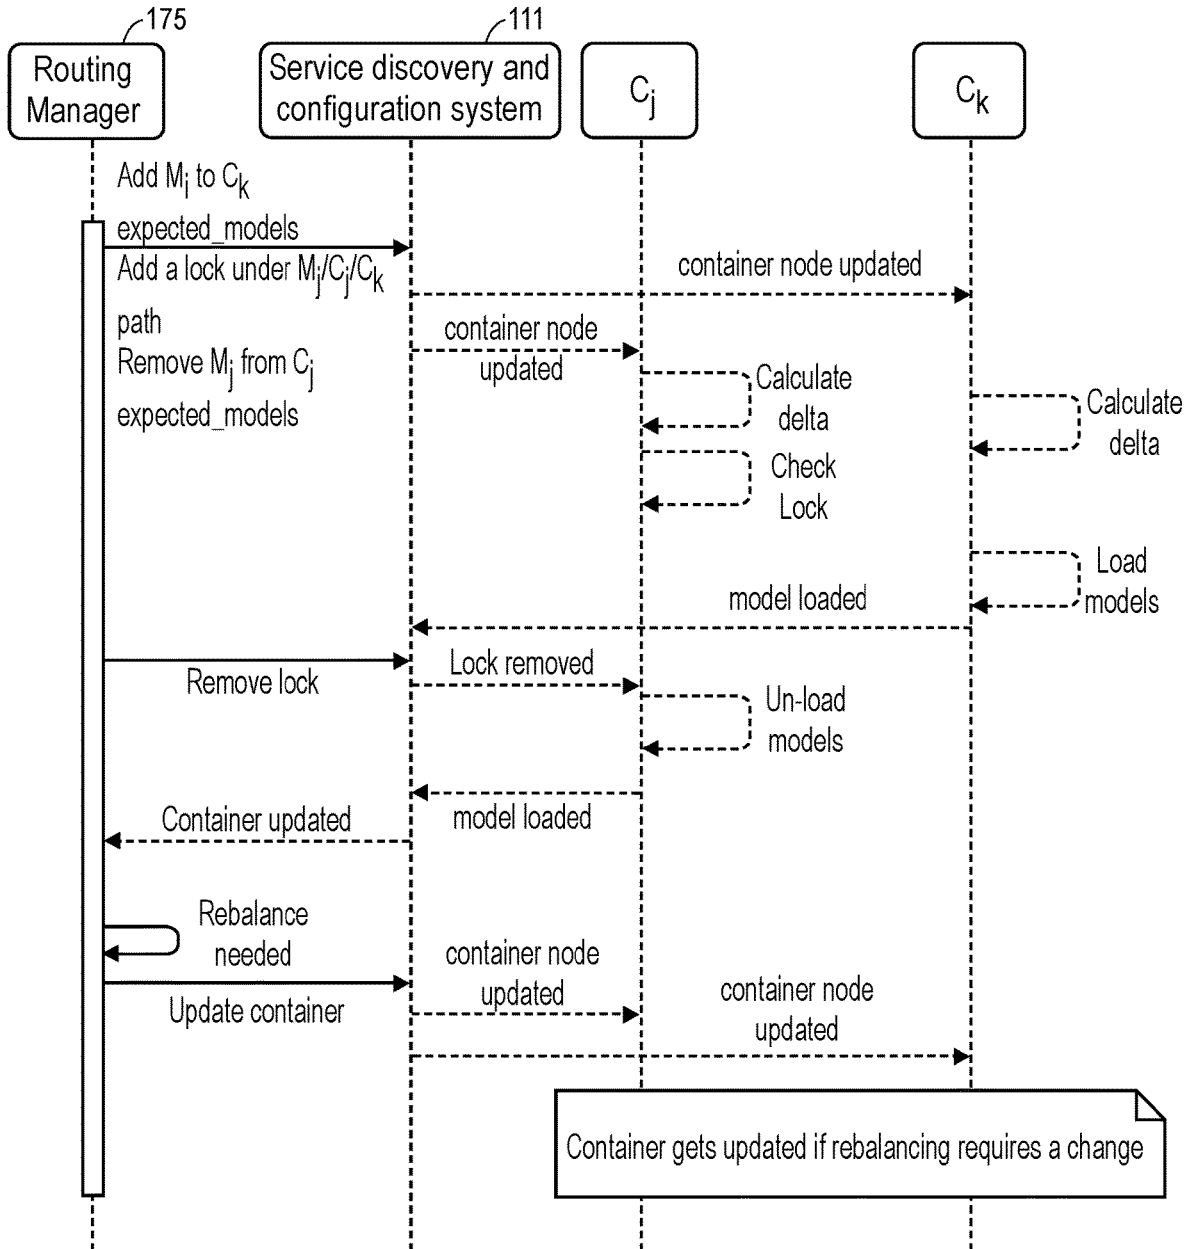 175
111
Routing
Manager
Service discovery and
configuration system
Cj
Ck
Add Mi to Ck
expected_models
Add a lock under Mj/Cj/Ck
path
Remove Mj from Cj
expected_models
container node updated
container node
updated
Calculate
delta
Calculate
delta
Check
Lock
Load
models
model loaded
Remove lock
Lock removed
Un-load
models
model loaded
Container updated
Rebalance
needed
Update container
container node
updated
container node
updated
Container gets updated if rebalancing requires a change